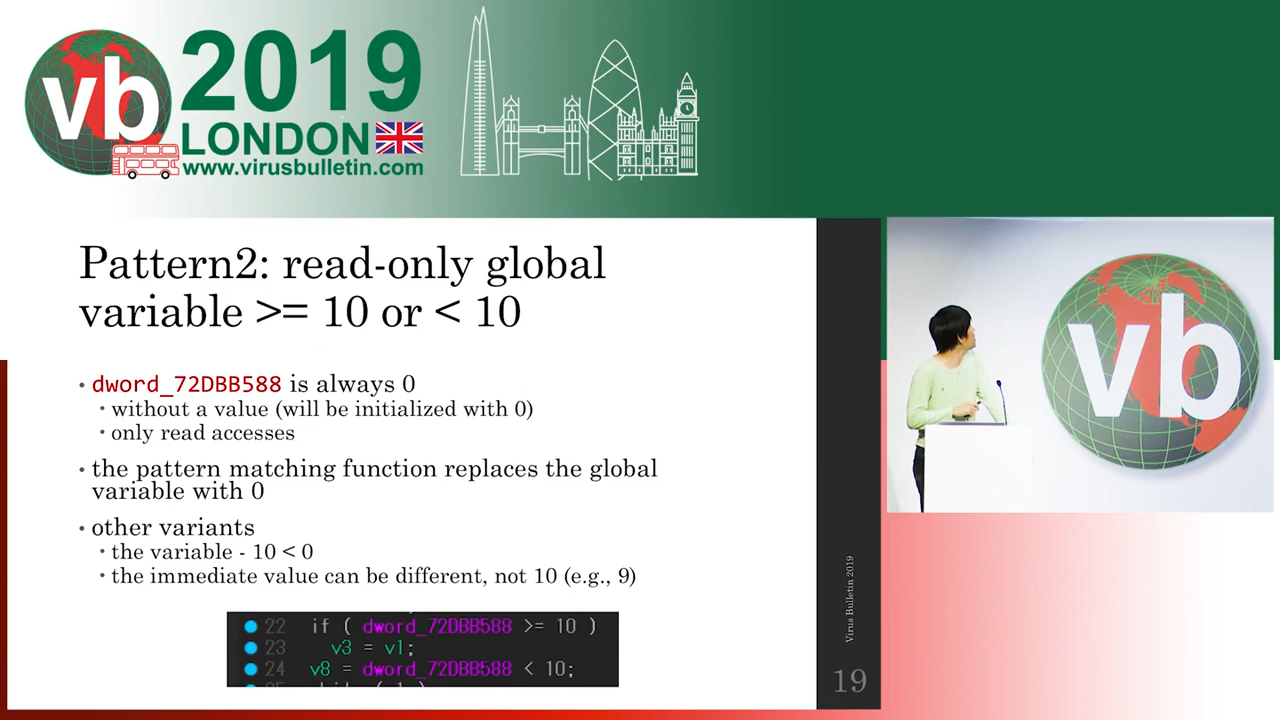 vb
2019
LONDON
www.virusbulletin.com
Pattern2: read-only global
variable >= 10 or < 10
• dword_72DBB588 is always 0
• without a value (will be initialized with 0)
• only read accesses
• the pattern matching function replaces the global
variable with 0
• other variants
• the variable - 10 < 0
• the immediate value can be different, not 10 (e.g., 9)
22 if ( dword_72DBB588 >= 10 )
23 v3 = v1;
24 v8 = dword_72DBB588 < 10;
Virus Bulletin 2019
19
vb